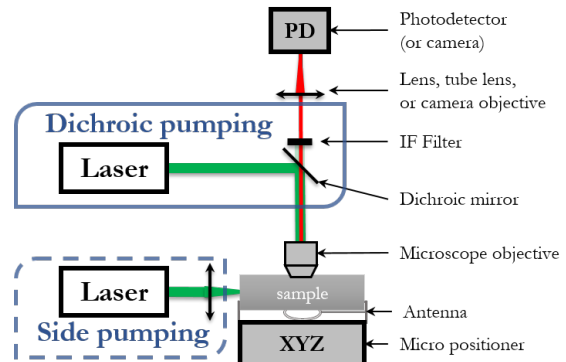 PD
Photodetector
(or camera)
Lens, tube lens,
or camera objective
Dichroic pumping
IF Filter
Laser
Dichroic mirror
Microscope objective
Laser
sample
Antenna
Side pumping
XYZ
Micro positioner